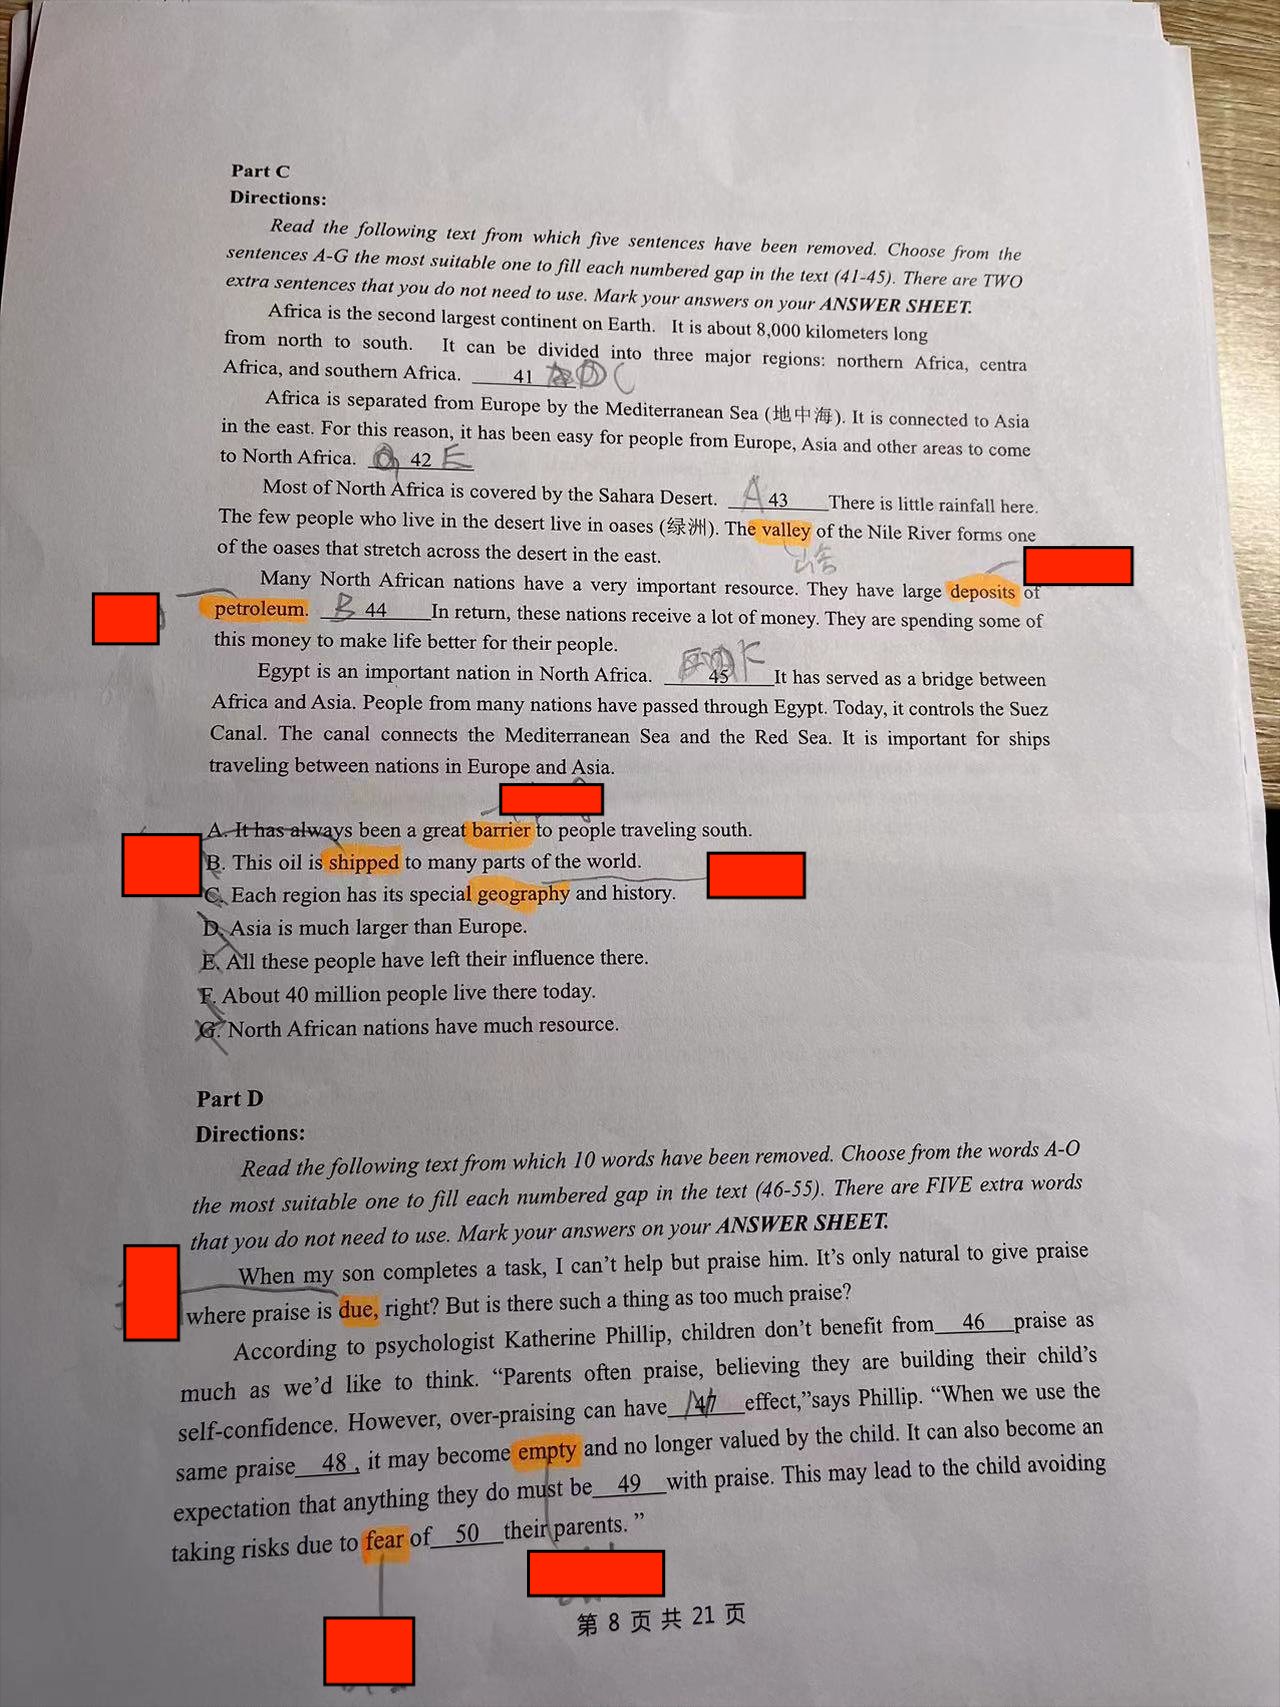 Part C
Directions:
Read the following text from which five sentences have been removed. Choose from the
sentences A-G the most suitable one to fill each numbered gap in the text (41-45). There are TWO
extra sentences that you do not need to use. Mark your answers on your ANSWER SHEET.
Africa is the second largest continent on Earth. It is about 8,000 kilometers long
from north to south. It can be divided into three major regions: northern Africa, centra
Africa, and southern Africa. 41 C
Africa is separated from Europe by the Mediterranean Sea (地中海). It is connected to Asia
in the east. For this reason, it has been easy for people from Europe, Asia and other areas to come
to North Africa. 42 E
Most of North Africa is covered by the Sahara Desert. A 43 There is little rainfall here.
The few people who live in the desert live in oases (绿洲). The valley of the Nile River forms one
of the oases that stretch across the desert in the east.
Many North African nations have a very important resource. They have large deposits of
petroleum. B 44 In return, these nations receive a lot of money. They are spending some of
this money to make life better for their people.
Egypt is an important nation in North Africa. 45 F It has served as a bridge between
Africa and Asia. People from many nations have passed through Egypt. Today, it controls the Suez
Canal. The canal connects the Mediterranean Sea and the Red Sea. It is important for ships
traveling between nations in Europe and Asia.
A. It has always been a great barrier to people traveling south.
B. This oil is shipped to many parts of the world.
C. Each region has its special geography and history.
D. Asia is much larger than Europe.
E. All these people have left their influence there.
F. About 40 million people live there today.
G. North African nations have much resource.
Part D
Directions:
Read the following text from which 10 words have been removed. Choose from the words A-O
the most suitable one to fill each numbered gap in the text (46-55). There are FIVE extra words
that you do not need to use. Mark your answers on your ANSWER SHEET.
When my son completes a task, I can't help but praise him. It's only natural to give praise
where praise is due, right? But is there such a thing as too much praise?
According to psychologist Katherine Phillip, children don't benefit from 46 praise as
much as we'd like to think. "Parents often praise, believing they are building their child's
self-confidence. However, over-praising can have 47 effect,"says Phillip. "When we use the
same praise 48 , it may become empty and no longer valued by the child. It can also become an
expectation that anything they do must be 49 with praise. This may lead to the child avoiding
taking risks due to fear of 50 their parents. "
第 8 页 共 21 页